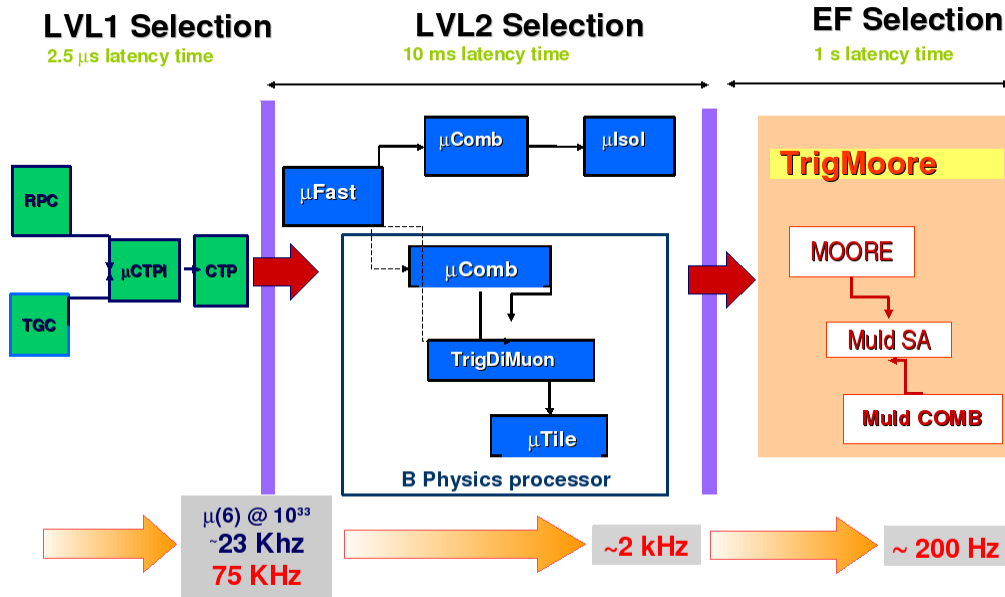 LVL1 Selection
2.5 µs latency time
LVL2 Selection
10 ms latency time
EF Selection
1 s latency time
RPC
TGC
µCTPI
CTP
µFast
µComb
µIsol
µComb
TrigDiMuon
µTile
B Physics processor
TrigMoore
MOORE
MuId SA
MuId COMB
µ(6) @ 10³³
~23 Khz
75 KHz
~2 kHz
~ 200 Hz